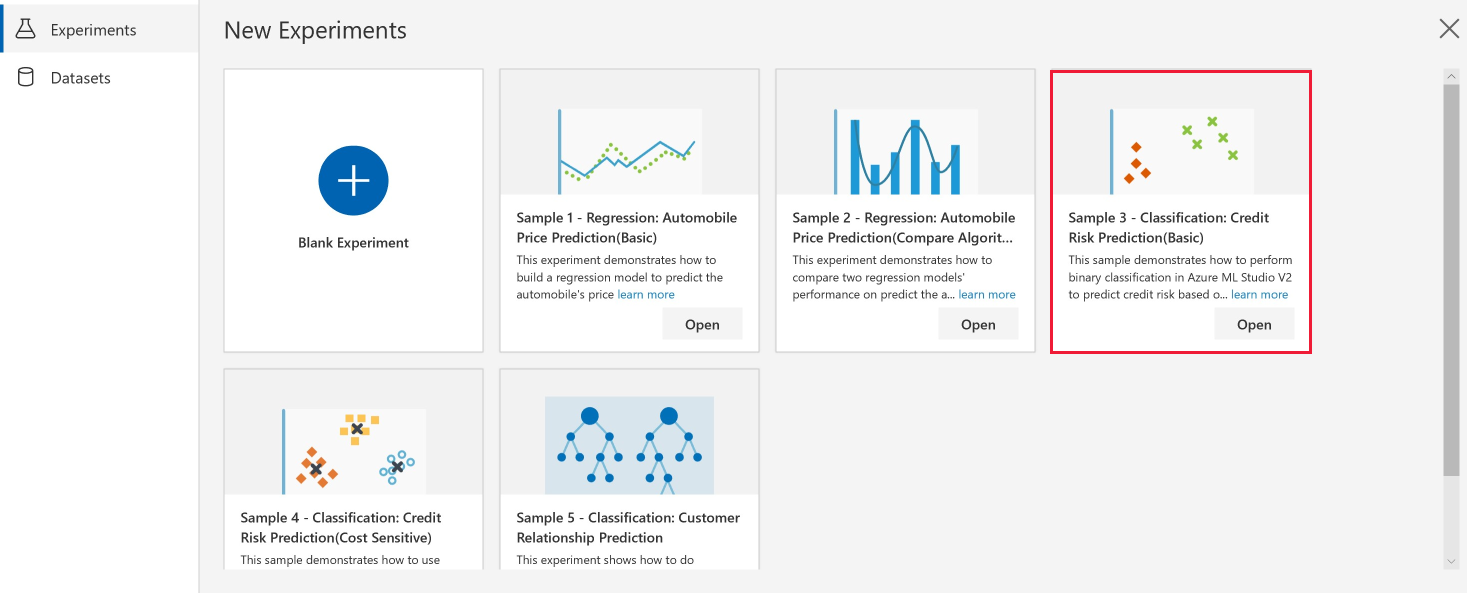 Experiments
Datasets
New Experiments
Blank Experiment
Sample 1 - Regression: Automobile
Price Prediction(Basic)
This experiment demonstrates how to
build a regression model to predict the
automobile's price learn more
Open
Sample 2 - Regression: Automobile
Price Prediction(Compare Algorit...
This experiment demonstrates how to
compare two regression models'
performance on predict the a... learn more
Open
Sample 3 - Classification: Credit
Risk Prediction(Basic)
This sample demonstrates how to perform
binary classification in Azure ML Studio V2
to predict credit risk based o... learn more
Open
Sample 4 - Classification: Credit
Risk Prediction(Cost Sensitive)
This sample demonstrates how to use
Sample 5 - Classification: Customer
Relationship Prediction
This experiment shows how to do